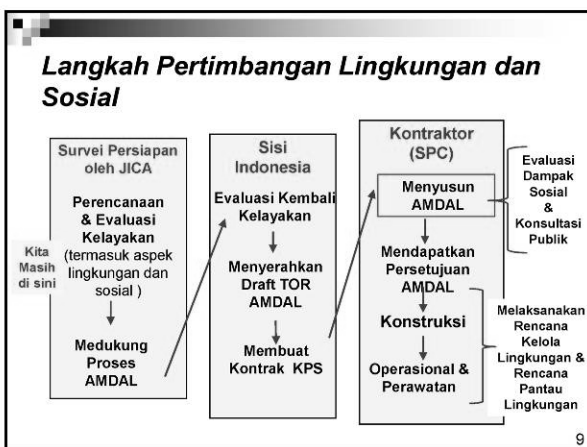 Langkah Pertimbangan Lingkungan dan
Sosial
Survei Persiapan
oleh JICA
Perencanaan
& Evaluasi
Kelayakan
(termasuk aspek
lingkungan dan
sosial )
Kita
Masih
di sini
Medukung
Proses
AMDAL
Sisi
Indonesia
Evaluasi Kembali
Kelayakan
Menyerahkan
Draft TOR
AMDAL
Membuat
Kontrak KPS
Kontraktor
(SPC)
Menyusun
AMDAL
Mendapatkan
Persetujuan
AMDAL
Konstruksi
Operasional &
Perawatan
Evaluasi
Dampak
Sosial
&
Konsultasi
Publik
Melaksanakan
Rencana
Kelola
Lingkungan &
Rencana
Pantau
Lingkungan
9